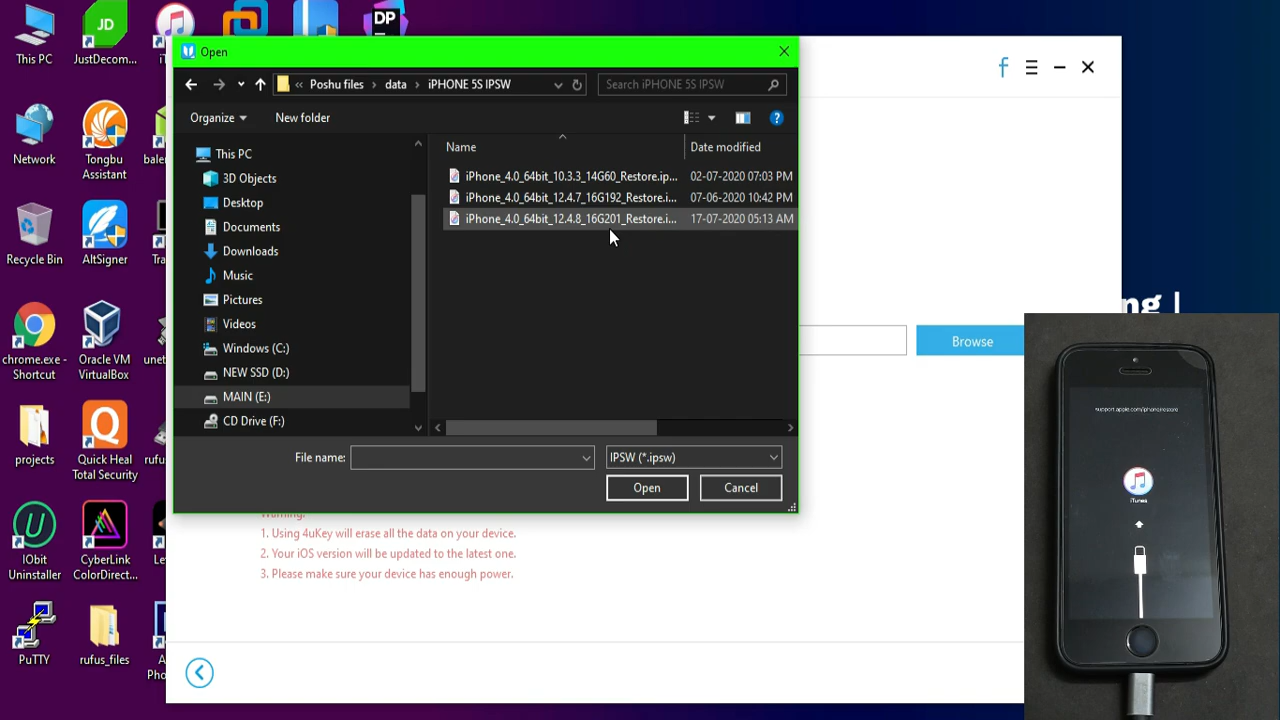 This PC
JustDecom...
JD
DP
Network
Tongbu
Assistant
Recycle Bin
AltSigner
chrome.exe -
Shortcut
Oracle VM
VirtualBox
projects
Quick Heal
Total Security
IObit
Uninstaller
CyberLink
ColorDirect...
PuTTY
rufus_files
Open
Poshu files
data
iPHONE 5S IPSW
Search iPHONE 5S IPSW
Organize
New folder
This PC
3D Objects
Desktop
Documents
Downloads
Music
Pictures
Videos
Windows (C:)
NEW SSD (D:)
MAIN (E:)
CD Drive (F:)
Name
Date modified
iPhone_4.0_64bit_10.3.3_14G60_Restore.ip... 02-07-2020 07:03 PM
iPhone_4.0_64bit_12.4.7_16G192_Restore.i... 07-06-2020 10:42 PM
iPhone_4.0_64bit_12.4.8_16G201_Restore.i... 17-07-2020 05:13 AM
File name:
IPSW (*.ipsw)
Open
Cancel
Browse
Warning:
1. Using 4uKey will erase all the data on your device.
2. Your iOS version will be updated to the latest one.
3. Please make sure your device has enough power.
support.apple.com/iphone/restore
iTunes